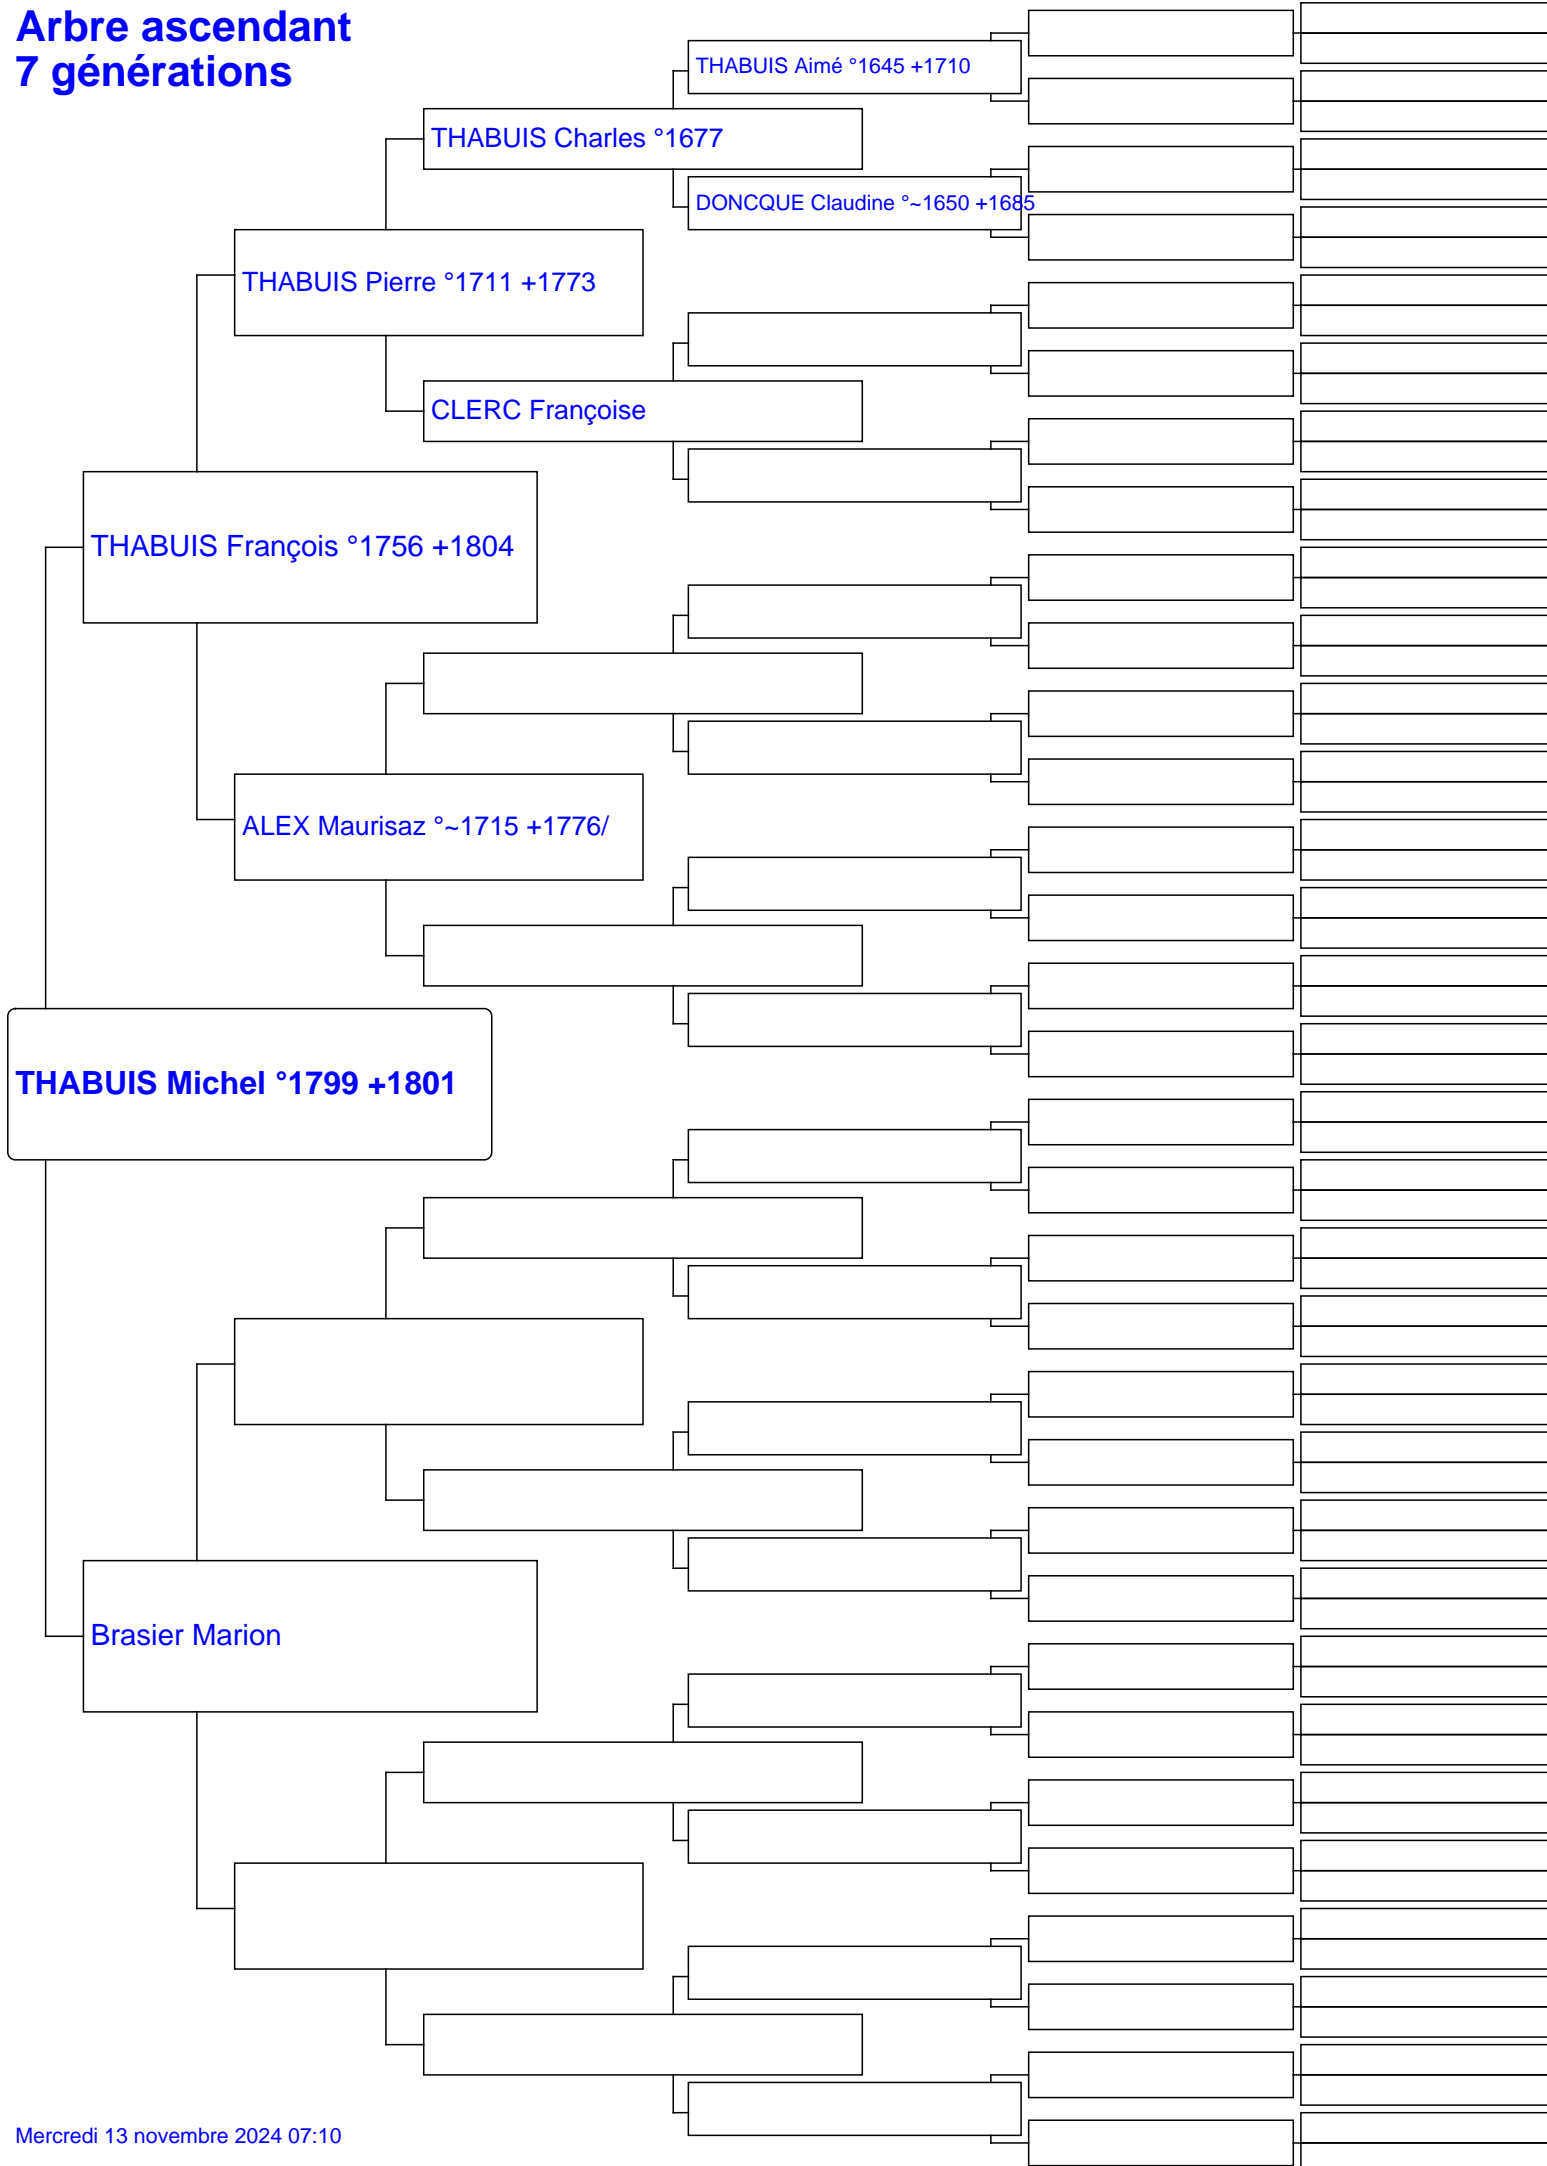 Arbre ascendant
7 générations
THABUIS Aimé °1645 +1710
THABUIS Charles °1677
DONCQUE Claudine °~1650 +1685
THABUIS Pierre °1711 +1773
CLERC Françoise
THABUIS François °1756 +1804
ALEX Maurisaz °~1715 +1776/
THABUIS Michel °1799 +1801
Brasier Marion
Mercredi 13 novembre 2024 07:10